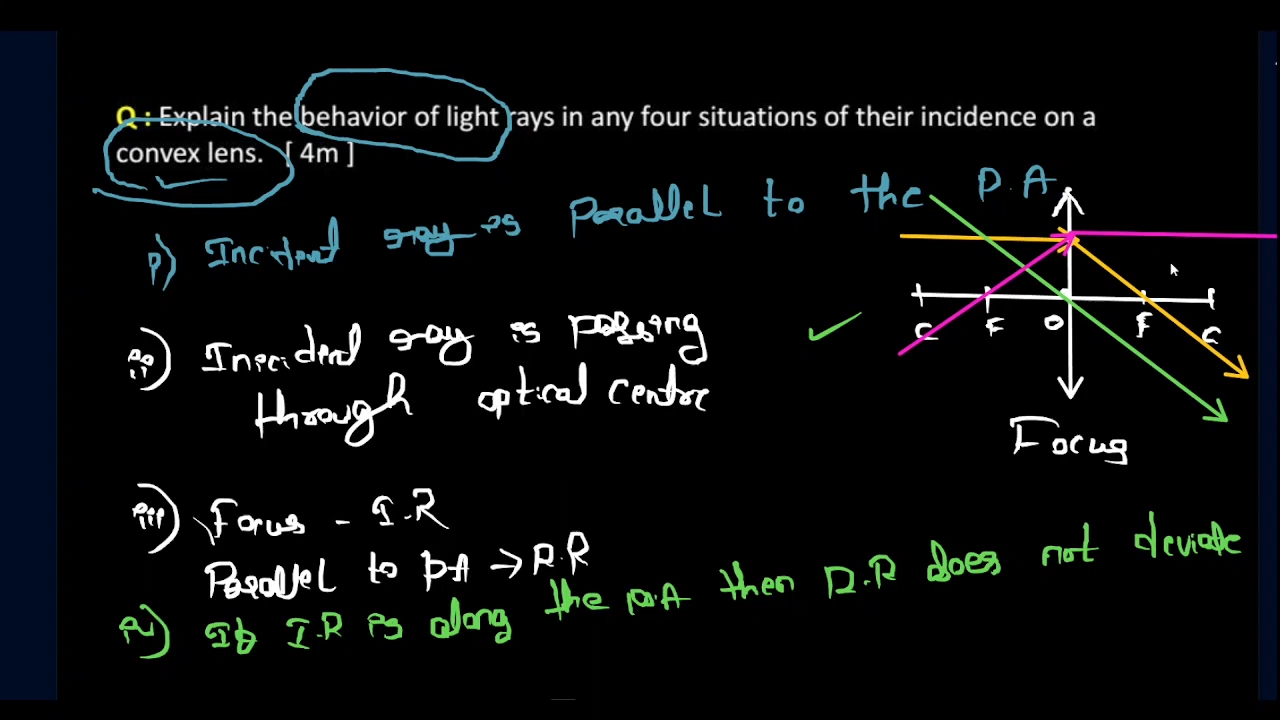 Q : Explain the behavior of light rays in any four situations of their incidence on a
convex lens. [ 4m ]
i) Incident ray is Parallel to the P.A
ii) Incident ray is passing
through optical centre
iii) Focus - I.R
Parallel to PA → R.R
iv) If I.R is along the P.A then R.R does not deviate
C F O F C
Focus